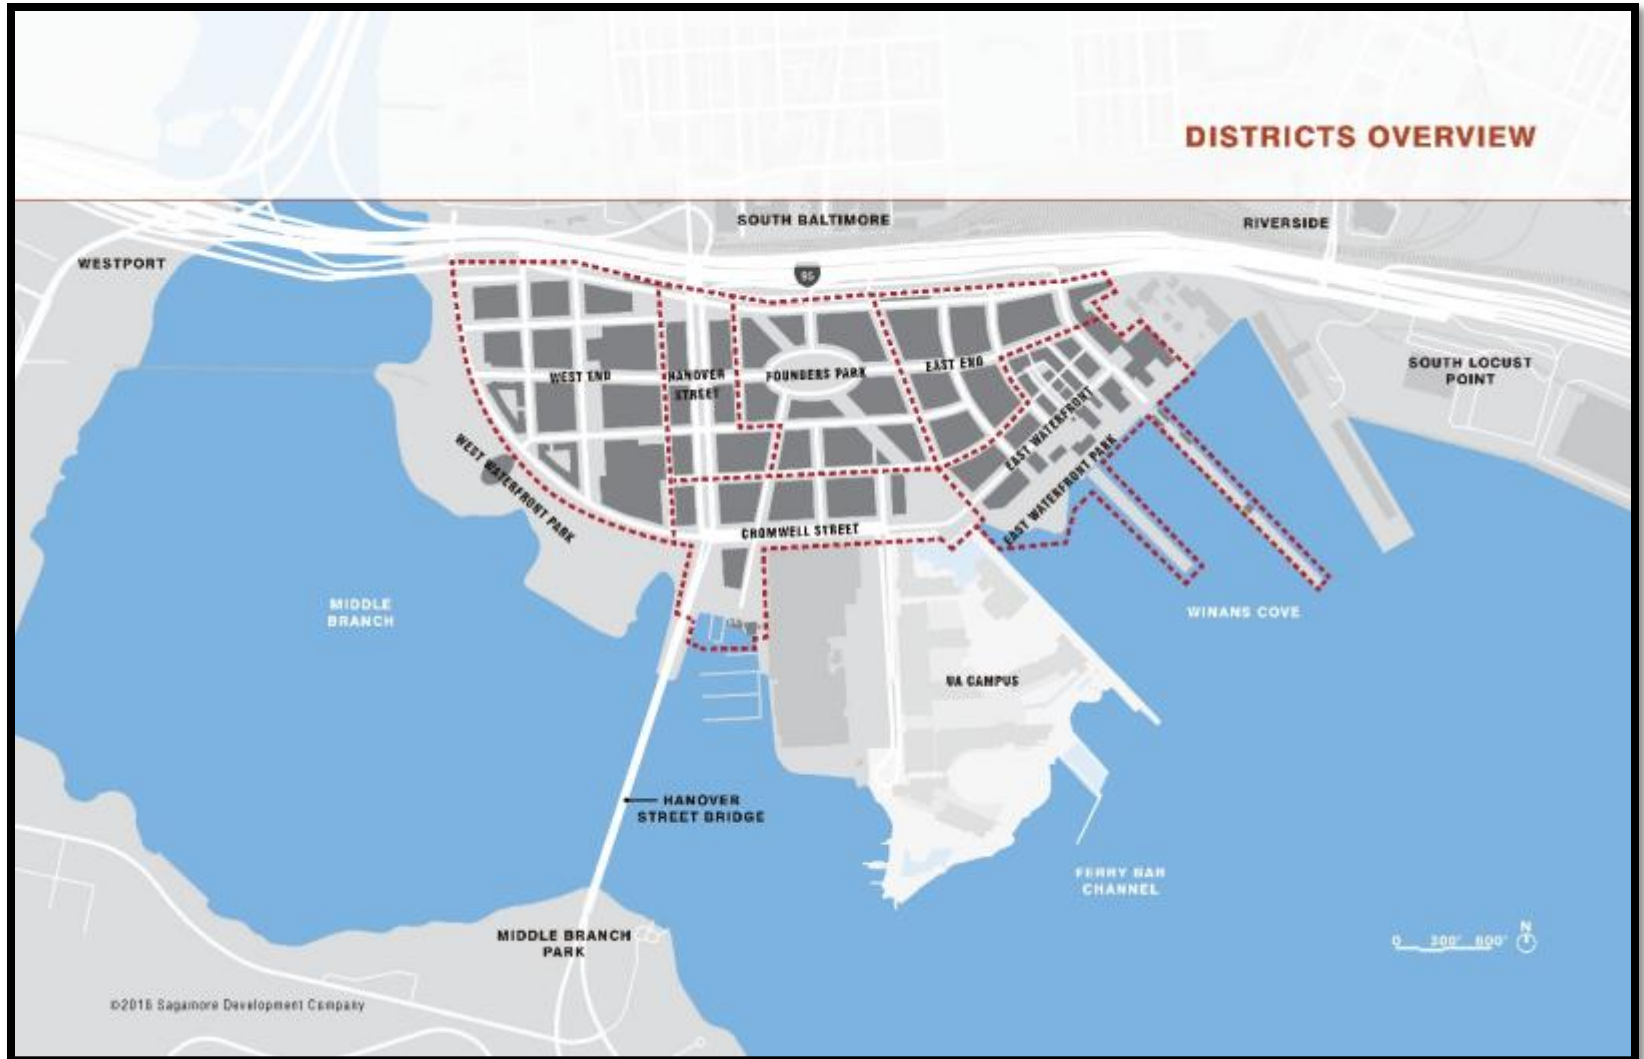 DISTRICTS OVERVIEW
SOUTH BALTIMORE
RIVERSIDE
WESTPORT
95
SOUTH LOCUST
POINT
WEST END
HANOVER
STREET
FOUNDERS PARK
EAST END
EAST WATERFRONT
WEST WATERFRONT PARK
EAST WATERFRONT PARK
CROMWELL STREET
MIDDLE
BRANCH
WINANS COVE
UA CAMPUS
HANOVER
STREET BRIDGE
FERRY BAR
CHANNEL
MIDDLE BRANCH
PARK
N
0 300' 600'
©2016 Sagamore Development Company